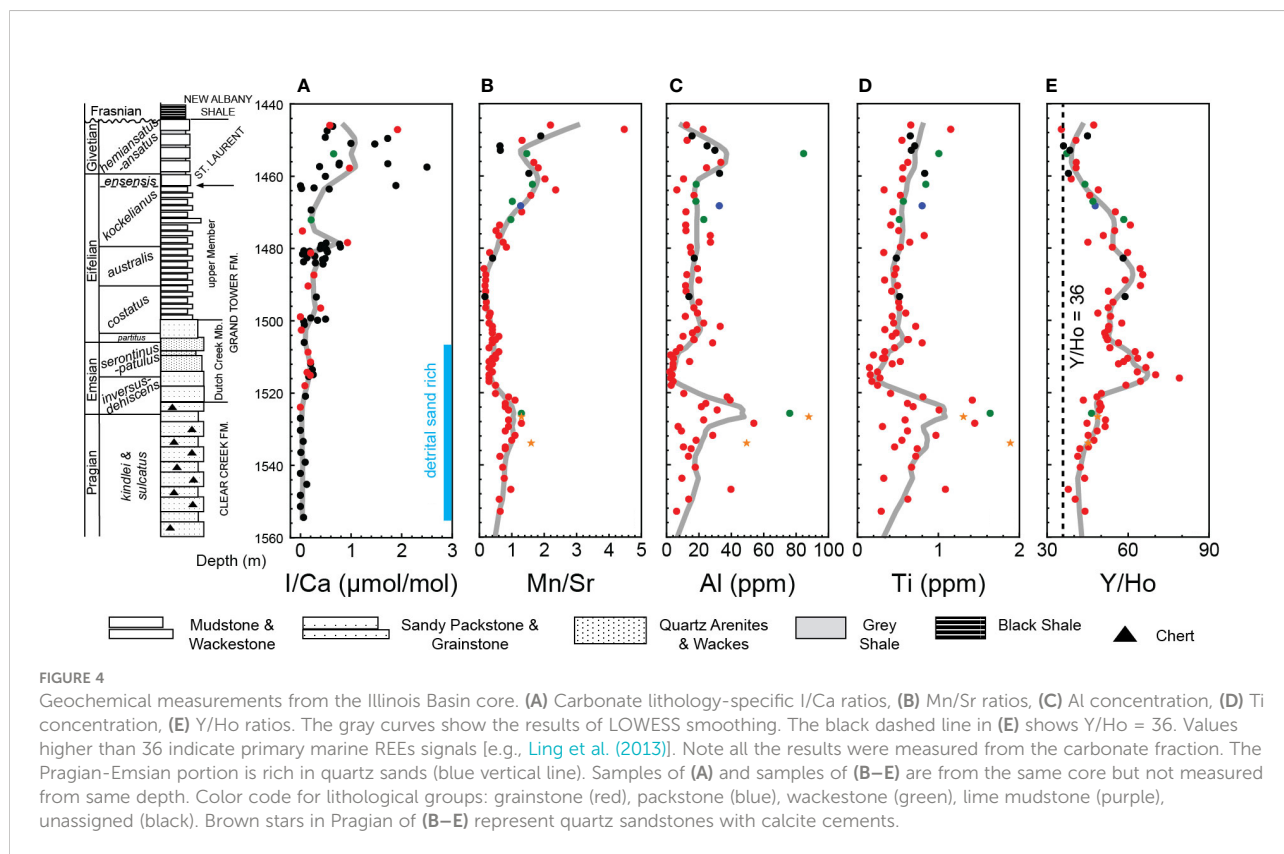 A
B
C
D
E
NEW ALBANY
SHALE
Frasnian
Givetian
hemiansatus
-ansatus
ST. LAURENT
ensensis
Eifelian
kockelianus
australis
costatus
partitus
upper Member
GRAND TOWER FM.
Dutch Creek Mb.
Emsian
serontinus
-patulus
inversus-
dehiscens
Pragian
kindlei &
sulcatus
CLEAR CREEK FM.
1440
1460
1480
1500
1520
1540
1560
Depth (m)
detrital sand rich
Y/Ho = 36
0 1 2 3
0 1 2 3 4 5
0 20 40 60 80 100
0 1 2
30 60 90
I/Ca (µmol/mol)
Mn/Sr
Al (ppm)
Ti (ppm)
Y/Ho
Mudstone &
Wackestone
Sandy Packstone &
Grainstone
Quartz Arenites
& Wackes
Grey
Shale
Black Shale
Chert
FIGURE 4
Geochemical measurements from the Illinois Basin core. (A) Carbonate lithology-specific I/Ca ratios, (B) Mn/Sr ratios, (C) Al concentration, (D) Ti
concentration, (E) Y/Ho ratios. The gray curves show the results of LOWESS smoothing. The black dashed line in (E) shows Y/Ho = 36. Values
higher than 36 indicate primary marine REEs signals [e.g., Ling et al. (2013)]. Note all the results were measured from the carbonate fraction. The
Pragian-Emsian portion is rich in quartz sands (blue vertical line). Samples of (A) and samples of (B–E) are from the same core but not measured
from same depth. Color code for lithological groups: grainstone (red), packstone (blue), wackestone (green), lime mudstone (purple),
unassigned (black). Brown stars in Pragian of (B–E) represent quartz sandstones with calcite cements.